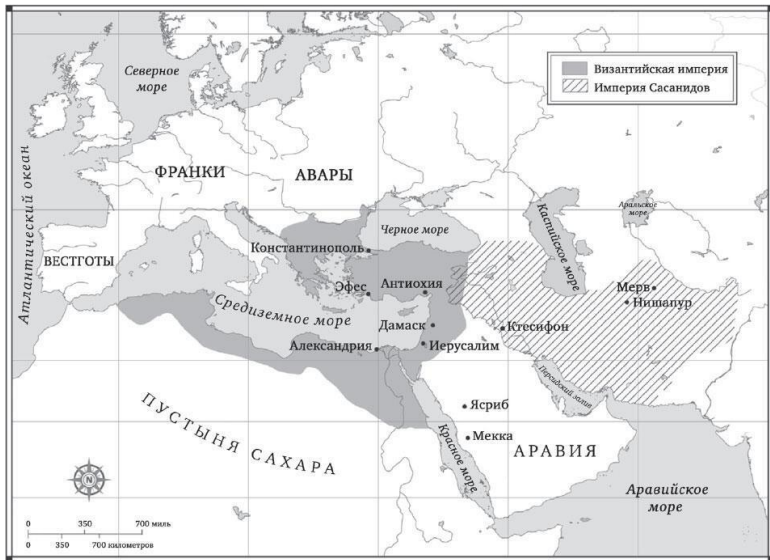 Византийская империя
Империя Сасанидов
Северное море
Атлантический океан
ФРАНКИ
АВАРЫ
ВЕСТГОТЫ
Константинополь
Черное море
Каспийское море
Аральское море
Эфес
Антиохия
Мерв
Нишапур
Средиземное море
Дамаск
Ктесифон
Александрия
Иерусалим
Персидский залив
ПУСТЫНЯ САХАРА
Ясриб
Мекка
Красное море
АРАВИЯ
Аравийское море
N
0 350 700 миль
0 350 700 километров